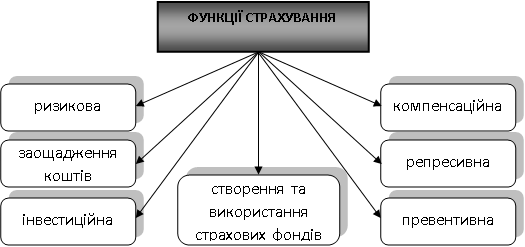 ФУНКЦІЇ СТРАХУВАННЯ
ризикова
заощадження
коштів
інвестиційна
створення та
використання
страхових фондів
компенсаційна
репресивна
превентивна